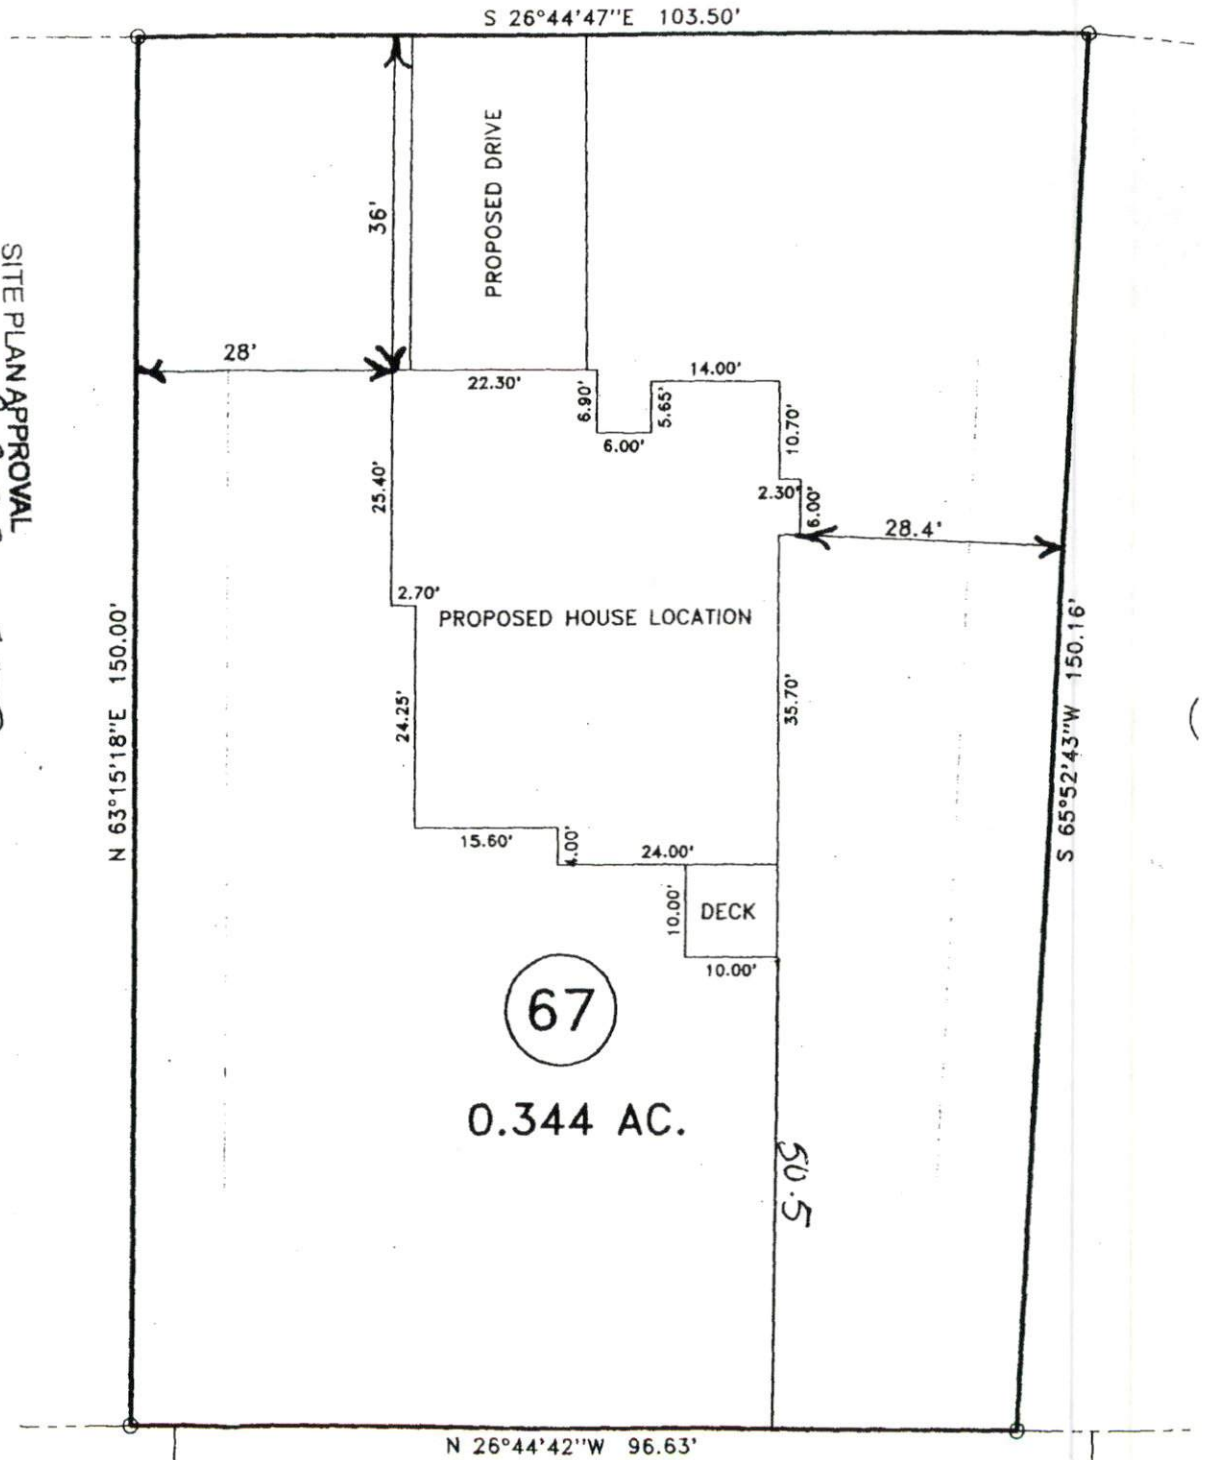 S 26°44'47"E 103.50'
PROPOSED DRIVE
36'
28'
22.30'
6.90'
6.00'
5.65'
14.00'
10.70'
2.30'
6.00'
28.4'
25.40'
2.70'
PROPOSED HOUSE LOCATION
SITE PLAN APPROVAL
N 63°15'18"E 150.00'
S 65°52'43"W 150.16'
24.25'
35.70'
15.60'
4.00'
24.00'
10.00'
DECK
10.00'
67
0.344 AC.
50.5
N 26°44'42"W 96.63'